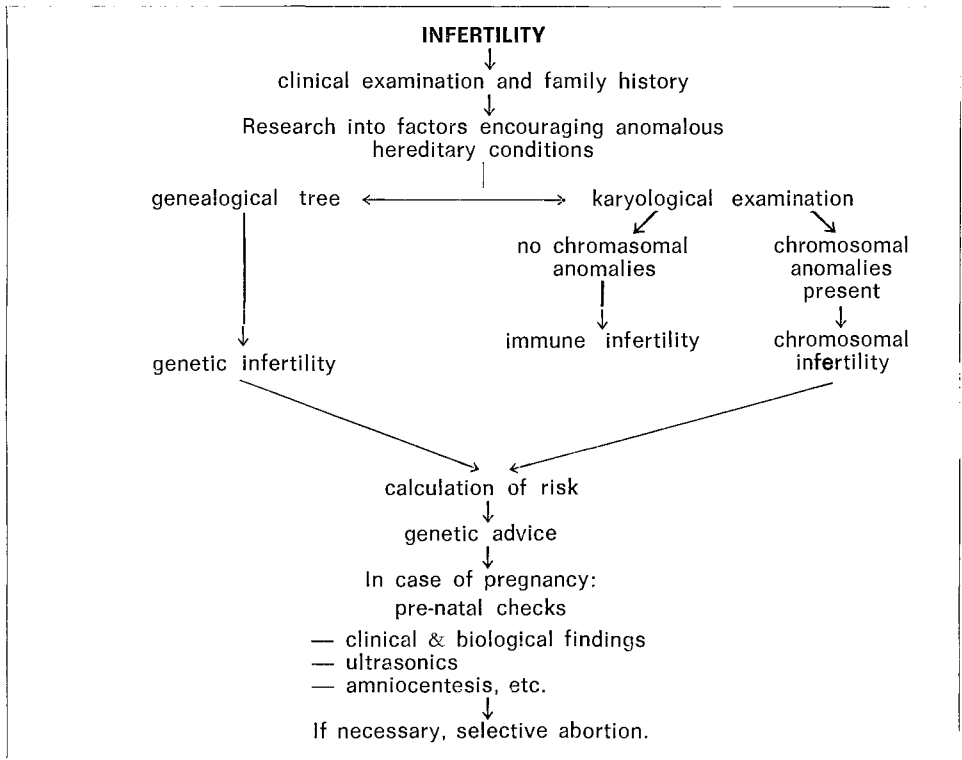 INFERTILITY
clinical examination and family history
Research into factors encouraging anomalous
hereditary conditions
genealogical tree
karyological examination
no chromasomal
anomalies
chromosomal
anomalies
present
immune infertility
chromosomal
infertility
genetic infertility
calculation of risk
genetic advice
In case of pregnancy:
pre-natal checks
— clinical & biological findings
— ultrasonics
— amniocentesis, etc.
If necessary, selective abortion.